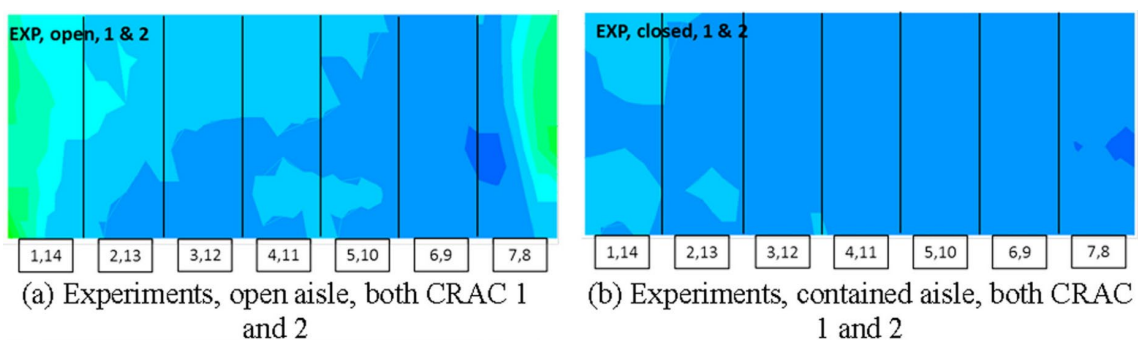 EXP, open, 1 & 2
1,14 2,13 3,12 4,11 5,10 6,9 7,8
(a) Experiments, open aisle, both CRAC 1
and 2
EXP, closed, 1 & 2
1,14 2,13 3,12 4,11 5,10 6,9 7,8
(b) Experiments, contained aisle, both CRAC
1 and 2